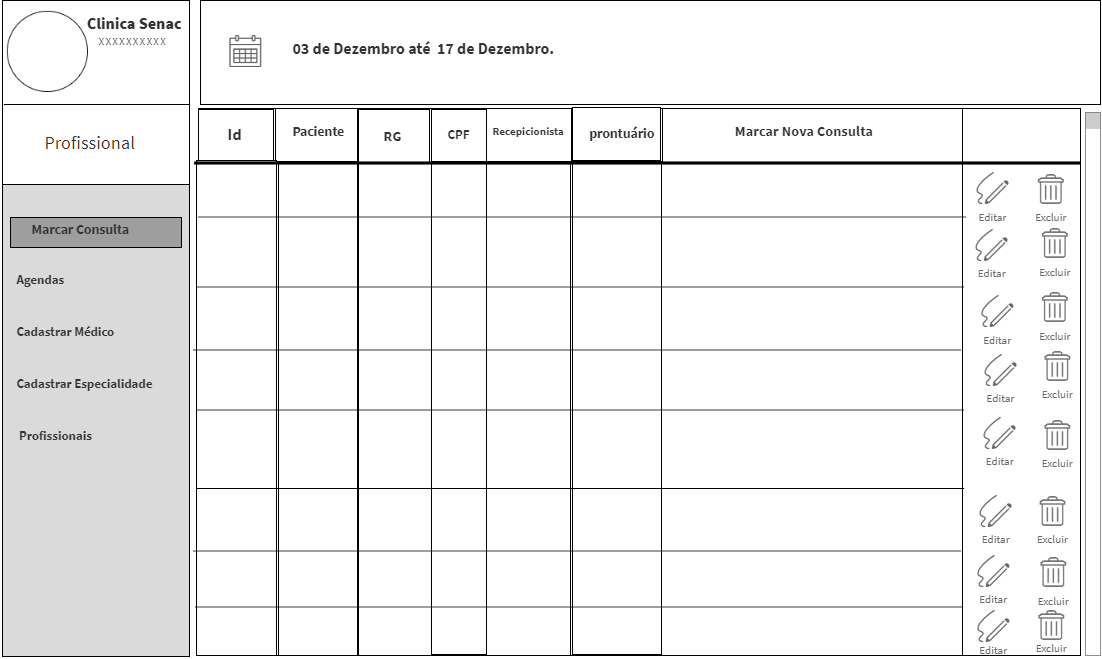 Clinica Senac
XXXXXXXXXX
03 de Dezembro até 17 de Dezembro.
Profissional
Marcar Consulta
Agendas
Cadastrar Médico
Cadastrar Especialidade
Profissionais
Id
Paciente
RG
CPF
Recepicionista
prontuário
Marcar Nova Consulta
Editar
Excluir
Editar
Excluir
Editar
Excluir
Editar
Excluir
Editar
Excluir
Editar
Excluir
Editar
Excluir
Editar
Excluir